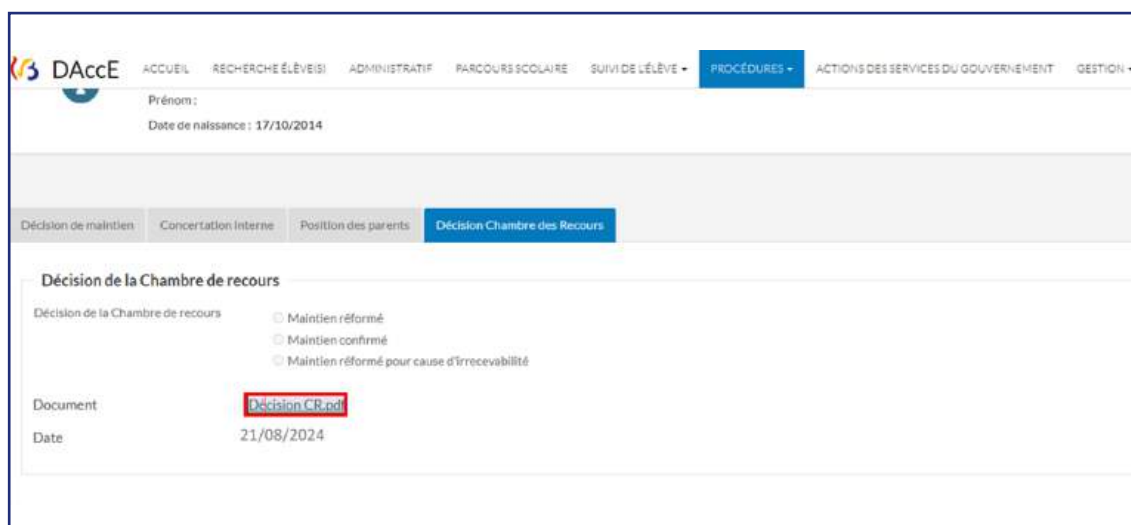 DAccE ACCUEIL RECHERCHE ÉLÈVE(S) ADMINISTRATIF PARCOURS SCOLAIRE SUIVI DE L'ÉLÈVE PROCÉDURES ACTIONS DES SERVICES DU GOUVERNEMENT GESTION
Prénom :
Date de naissance : 17/10/2014
Décision de maintien Concertation Interne Position des parents Décision Chambre des Recours
Décision de la Chambre de recours
Décision de la Chambre de recours Maintien réformé
Maintien confirmé
Maintien réformé pour cause d'irrecevabilité
Document Décision CR.pdf
Date 21/08/2024